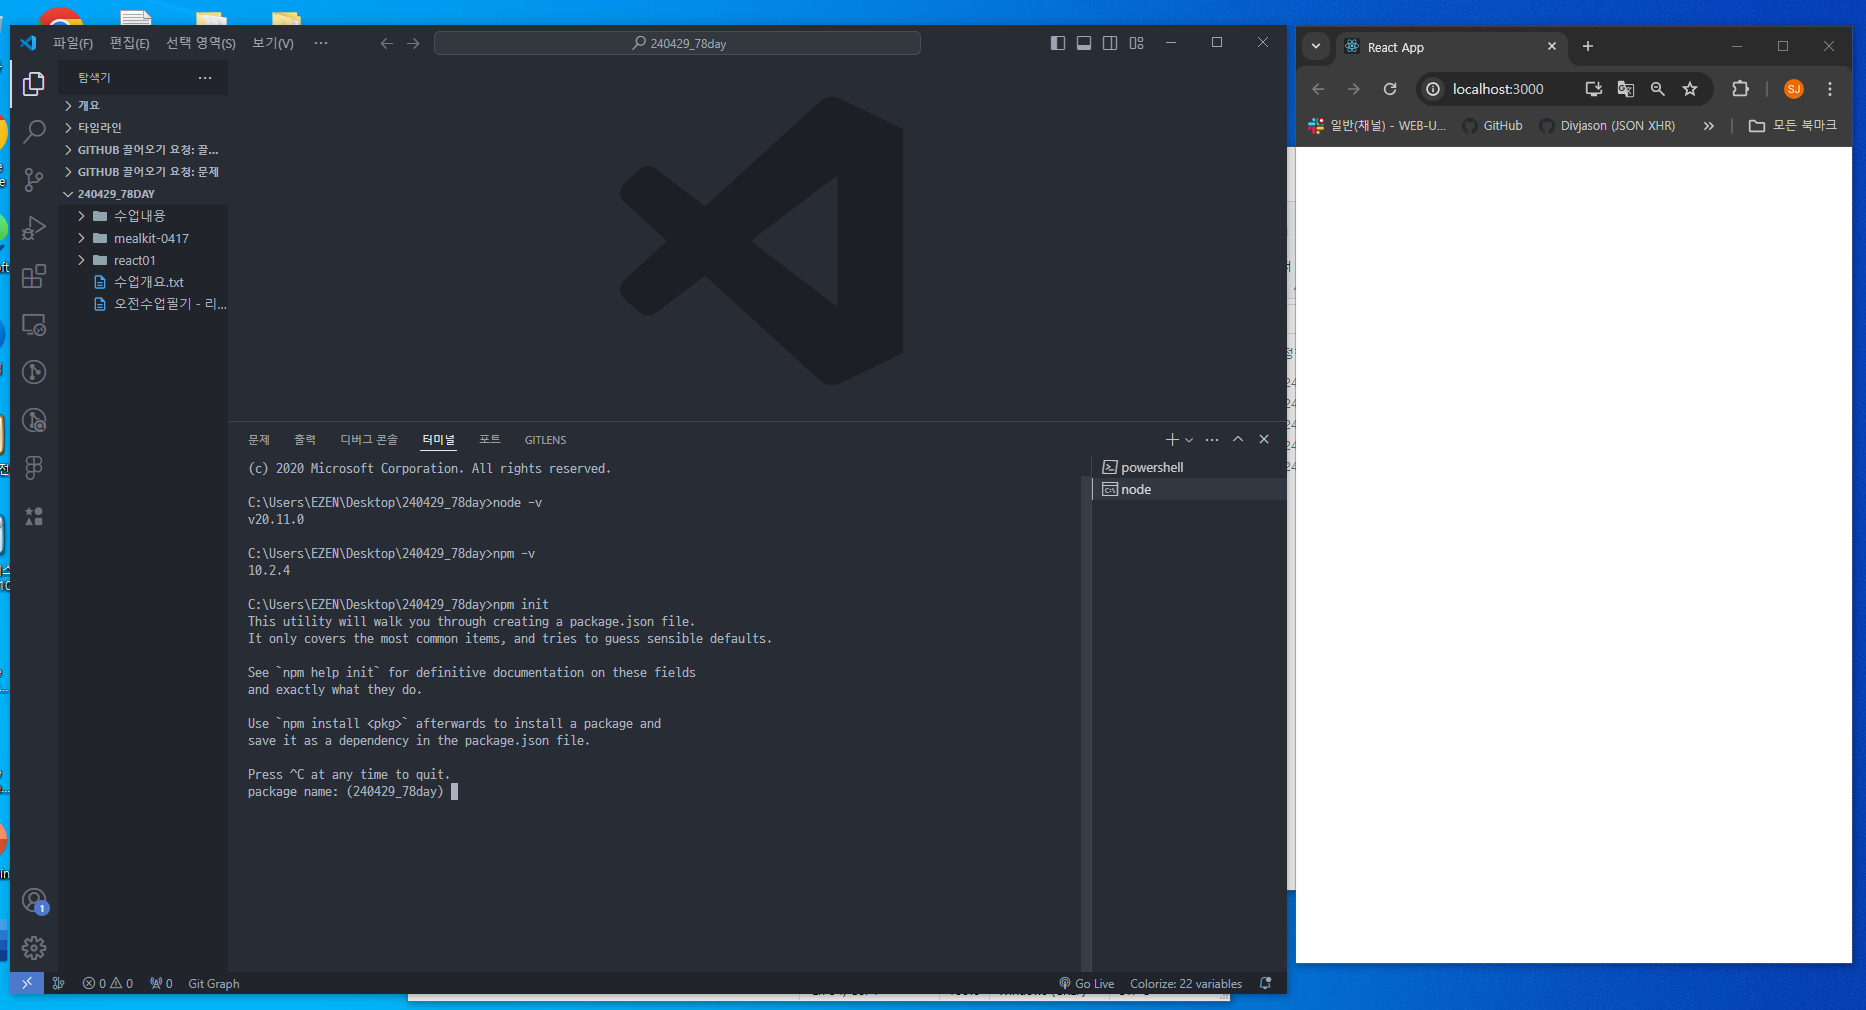 파일(F) 편집(E) 선택 영역(S) 보기(V) ··· 240429_78day
탐색기 ···
개요
타임라인
GITHUB 끌어오기 요청: 끌...
GITHUB 끌어오기 요청: 문제
240429_78DAY
수업내용
mealkit-0417
react01
수업개요.txt
오전수업필기 - 리...
문제 출력 디버그 콘솔 터미널 포트 GITLENS
(c) 2020 Microsoft Corporation. All rights reserved.
C:\Users\EZEN\Desktop\240429_78day>node -v
v20.11.0
C:\Users\EZEN\Desktop\240429_78day>npm -v
10.2.4
C:\Users\EZEN\Desktop\240429_78day>npm init
This utility will walk you through creating a package.json file.
It only covers the most common items, and tries to guess sensible defaults.
See `npm help init` for definitive documentation on these fields
and exactly what they do.
Use `npm install <pkg>` afterwards to install a package and
save it as a dependency in the package.json file.
Press ^C at any time to quit.
package name: (240429_78day)
powershell
node
1
0 0 0 Git Graph Go Live Colorize: 22 variables
React App
localhost:3000 SJ
일반(채널) - WEB-U... GitHub Divjason (JSON XHR) » 모든 북마크